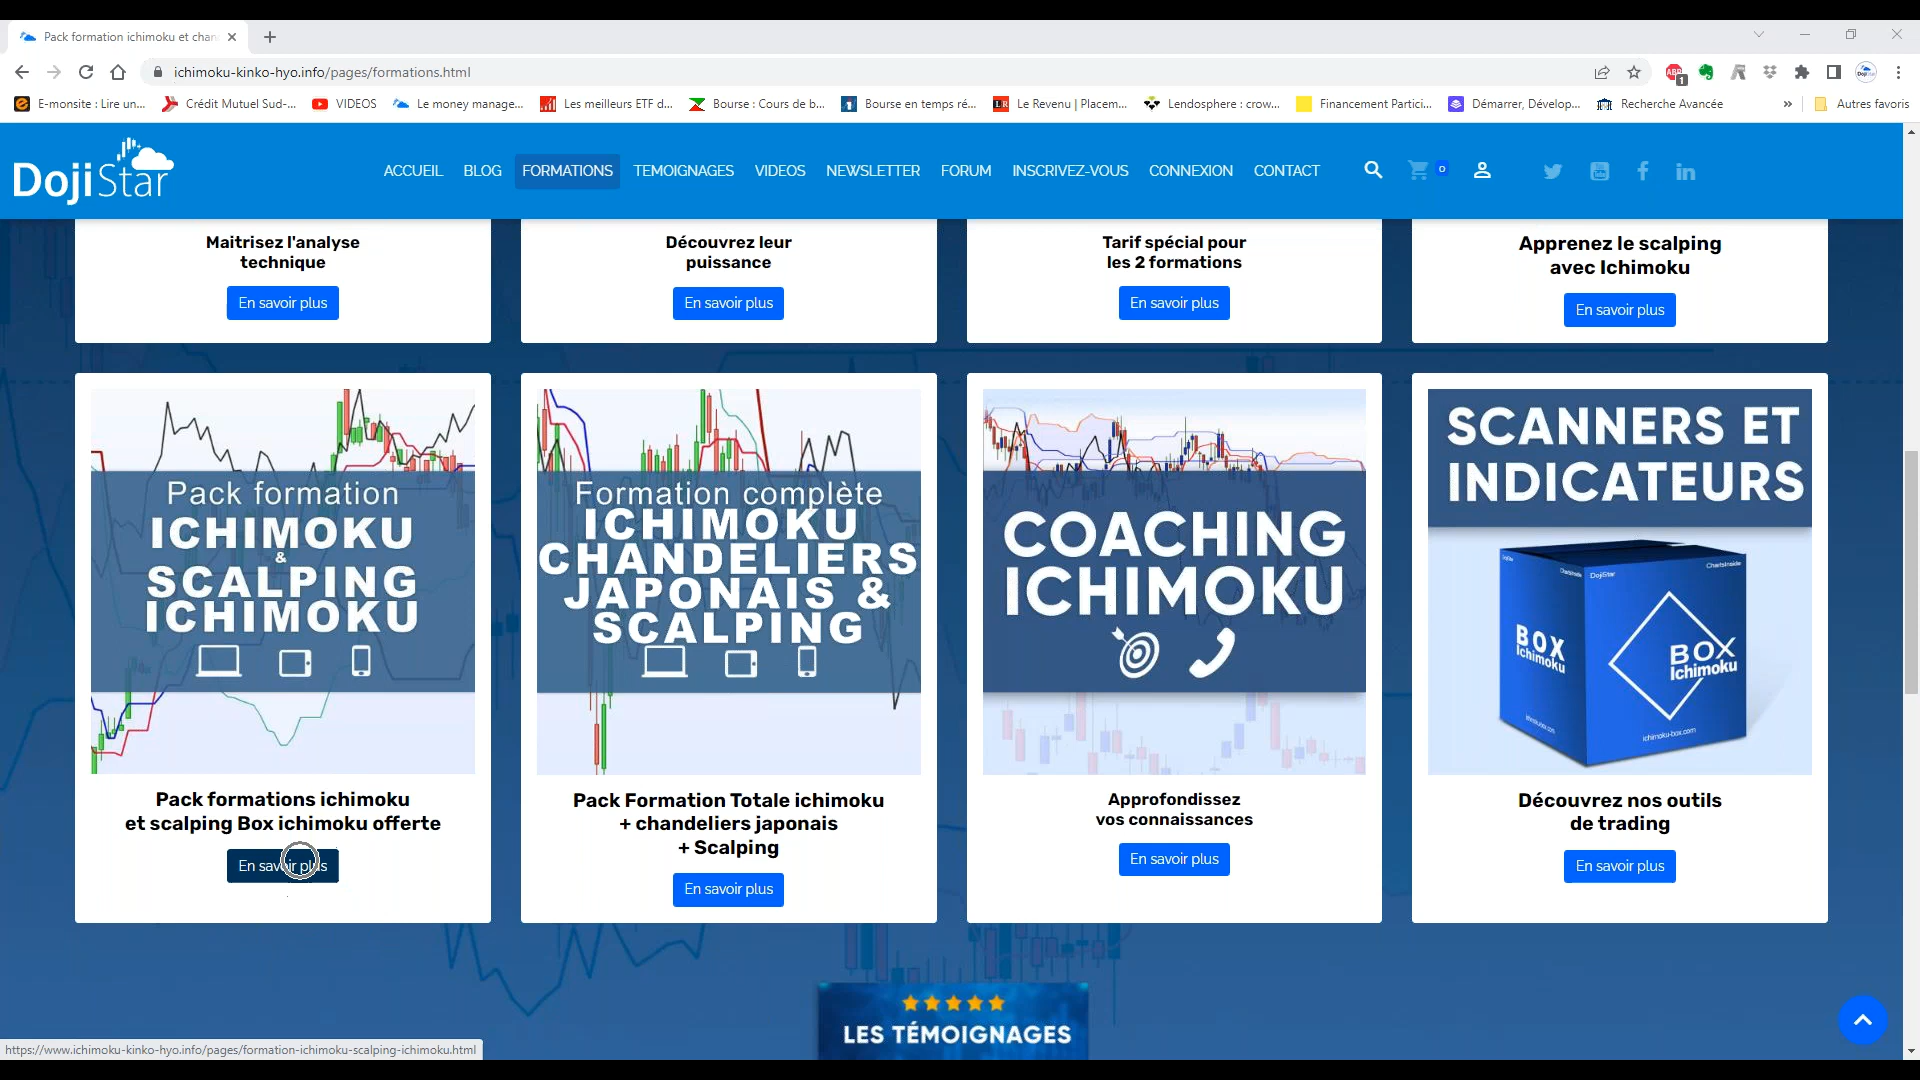 Pack formation ichimoku et chan
ichimoku-kinko-hyo.info/pages/formations.html
ABP
1
E-monsite : Lire un...
Crédit Mutuel Sud-...
VIDEOS
Le money manage...
Les meilleurs ETF d...
Bourse : Cours de b...
Bourse en temps ré...
Le Revenu | Placem...
Lendosphere : crow...
Financement Partici...
Démarrer, Dévelop...
Recherche Avancée
»
Autres favoris
DojiStar
ACCUEIL
BLOG
FORMATIONS
TEMOIGNAGES
VIDEOS
NEWSLETTER
FORUM
INSCRIVEZ-VOUS
CONNEXION
CONTACT
0
Maitrisez l'analyse
technique
En savoir plus
Découvrez leur
puissance
En savoir plus
Tarif spécial pour
les 2 formations
En savoir plus
Apprenez le scalping
avec Ichimoku
En savoir plus
Pack formation
ICHIMOKU
&
SCALPING
ICHIMOKU
Pack formations ichimoku
et scalping Box ichimoku offerte
En savoir plus
Formation complète
ICHIMOKU
CHANDELIERS
JAPONAIS &
SCALPING
Pack Formation Totale ichimoku
+ chandeliers japonais
+ Scalping
En savoir plus
COACHING
ICHIMOKU
Approfondissez
vos connaissances
En savoir plus
SCANNERS ET
INDICATEURS
DojiStar
ChartsInside
BOX
Ichimoku
BOX
Ichimoku
ichimoku-box.com
Découvrez nos outils
de trading
En savoir plus
LES TÉMOIGNAGES
https://www.ichimoku-kinko-hyo.info/pages/formation-ichimoku-scalping-ichimoku.html